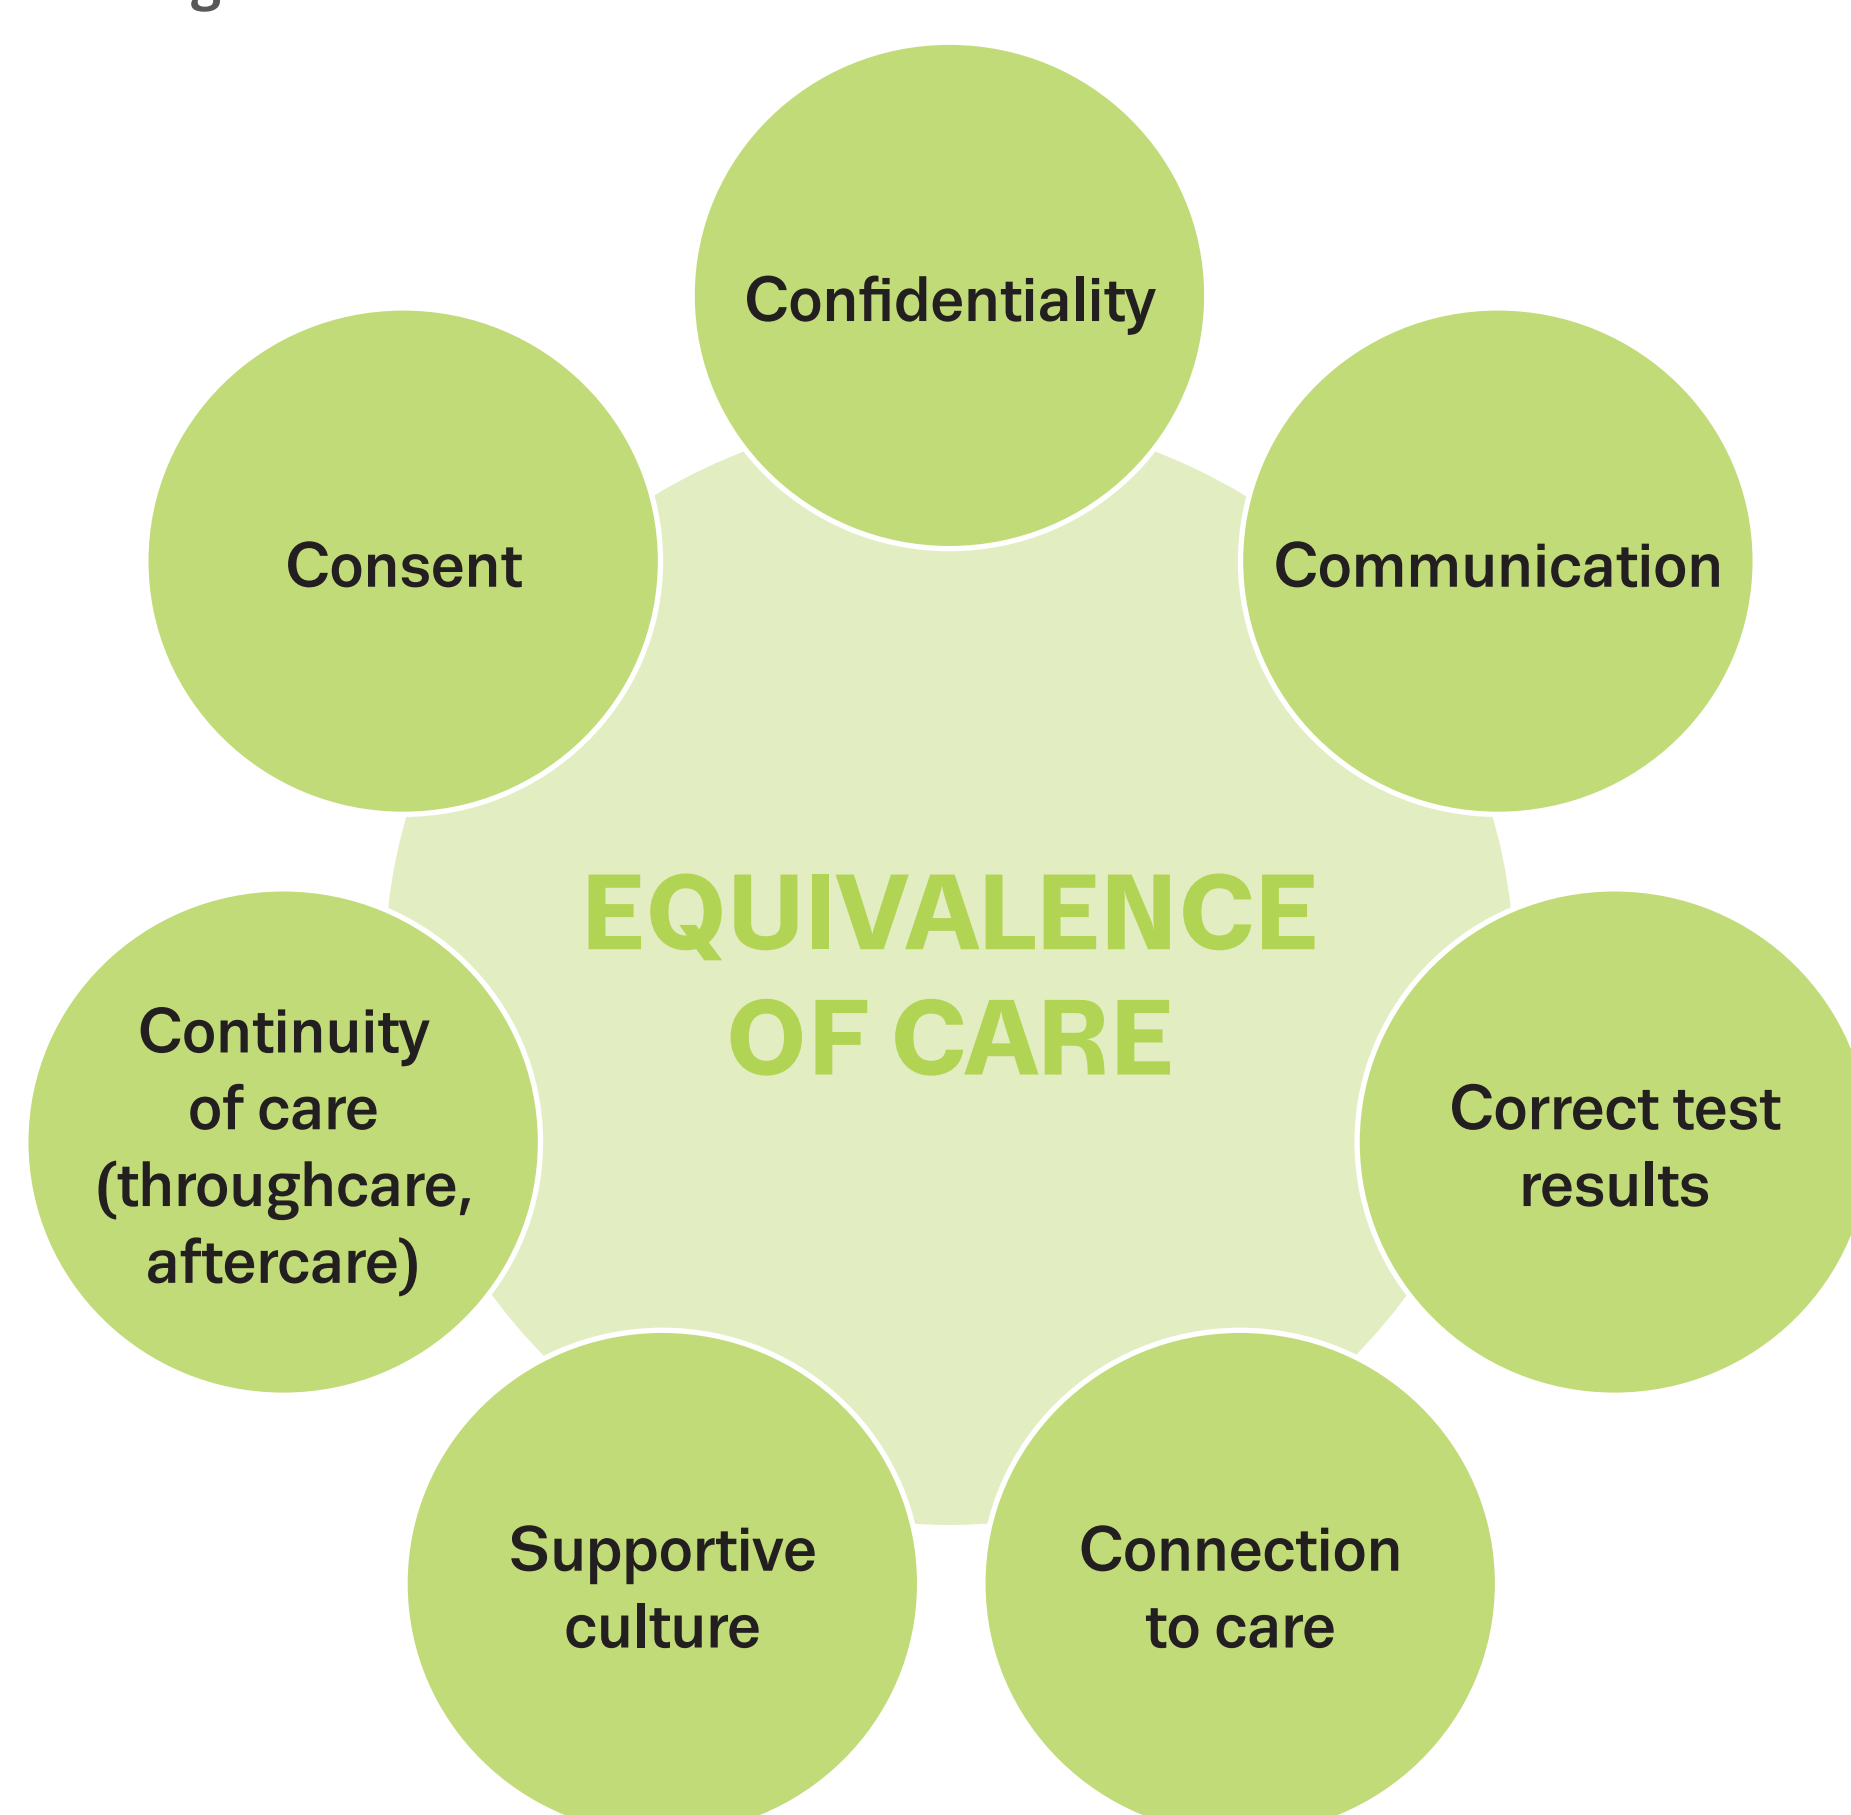 Confidentiality
Consent
Communication
EQUIVALENCE
OF CARE
Continuity
of care
(throughcare,
aftercare)
Correct test
results
Supportive
culture
Connection
to care